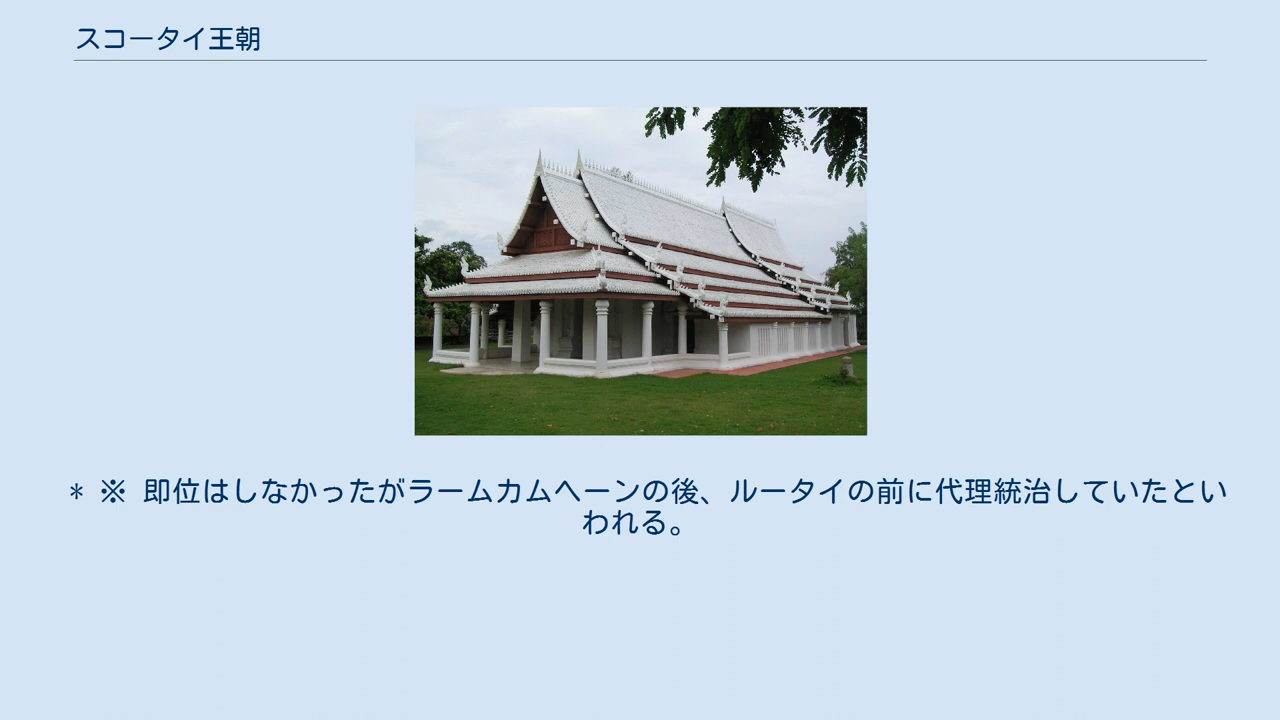 スコータイ王朝
* ※ 即位はしなかったがラームカムヘーンの後、ルータイの前に代理統治していたとい
われる。